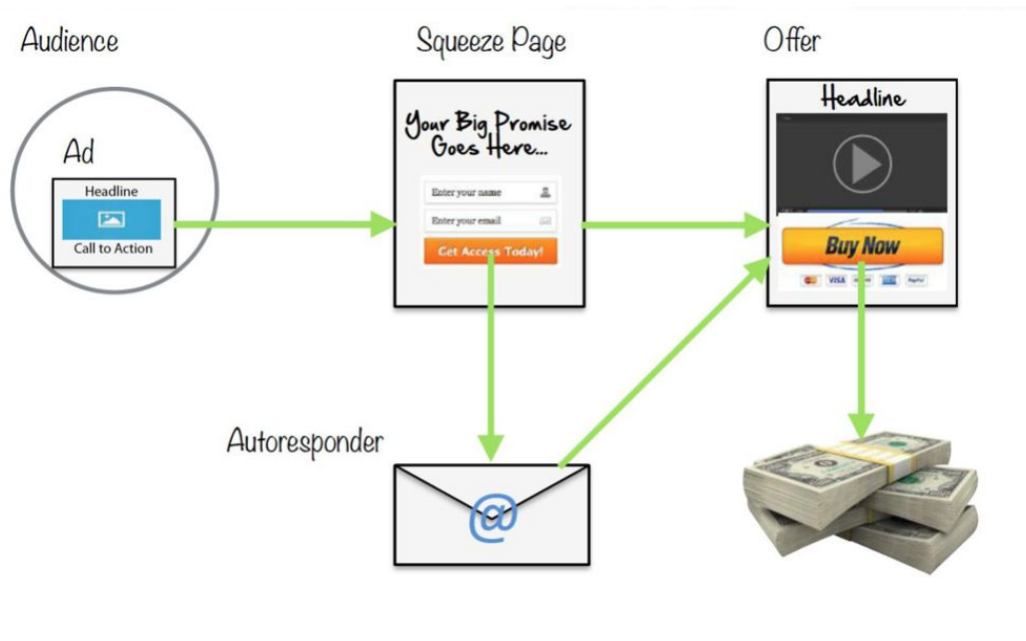 Audience
Squeeze Page
Offer
Ad
Headline
Call to Action
Your Big Promise
Goes Here...
Enter your name
Enter your email
Get Access Today!
Headline
Buy Now
VISA
PayPal
Autoresponder
@